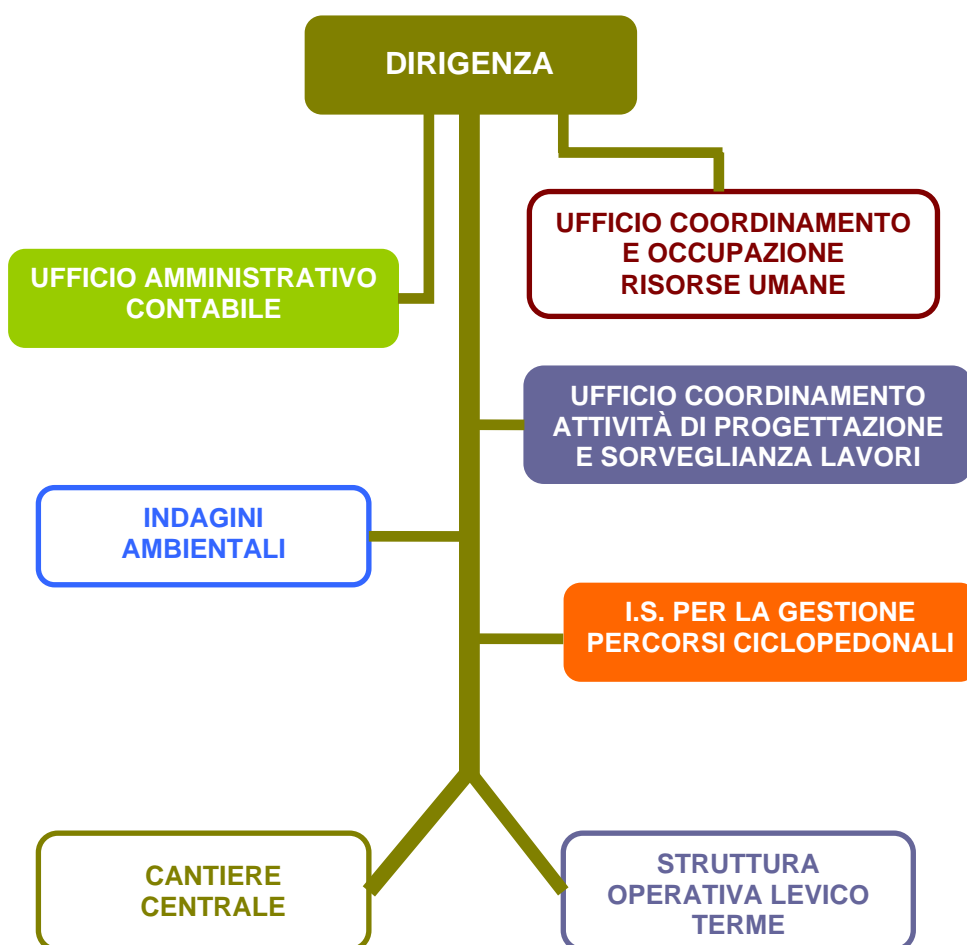 DIRIGENZA
UFFICIO COORDINAMENTO
E OCCUPAZIONE
RISORSE UMANE
UFFICIO AMMINISTRATIVO
CONTABILE
UFFICIO COORDINAMENTO
ATTIVITÀ DI PROGETTAZIONE
E SORVEGLIANZA LAVORI
INDAGINI
AMBIENTALI
I.S. PER LA GESTIONE
PERCORSI CICLOPEDONALI
CANTIERE
CENTRALE
STRUTTURA
OPERATIVA LEVICO
TERME